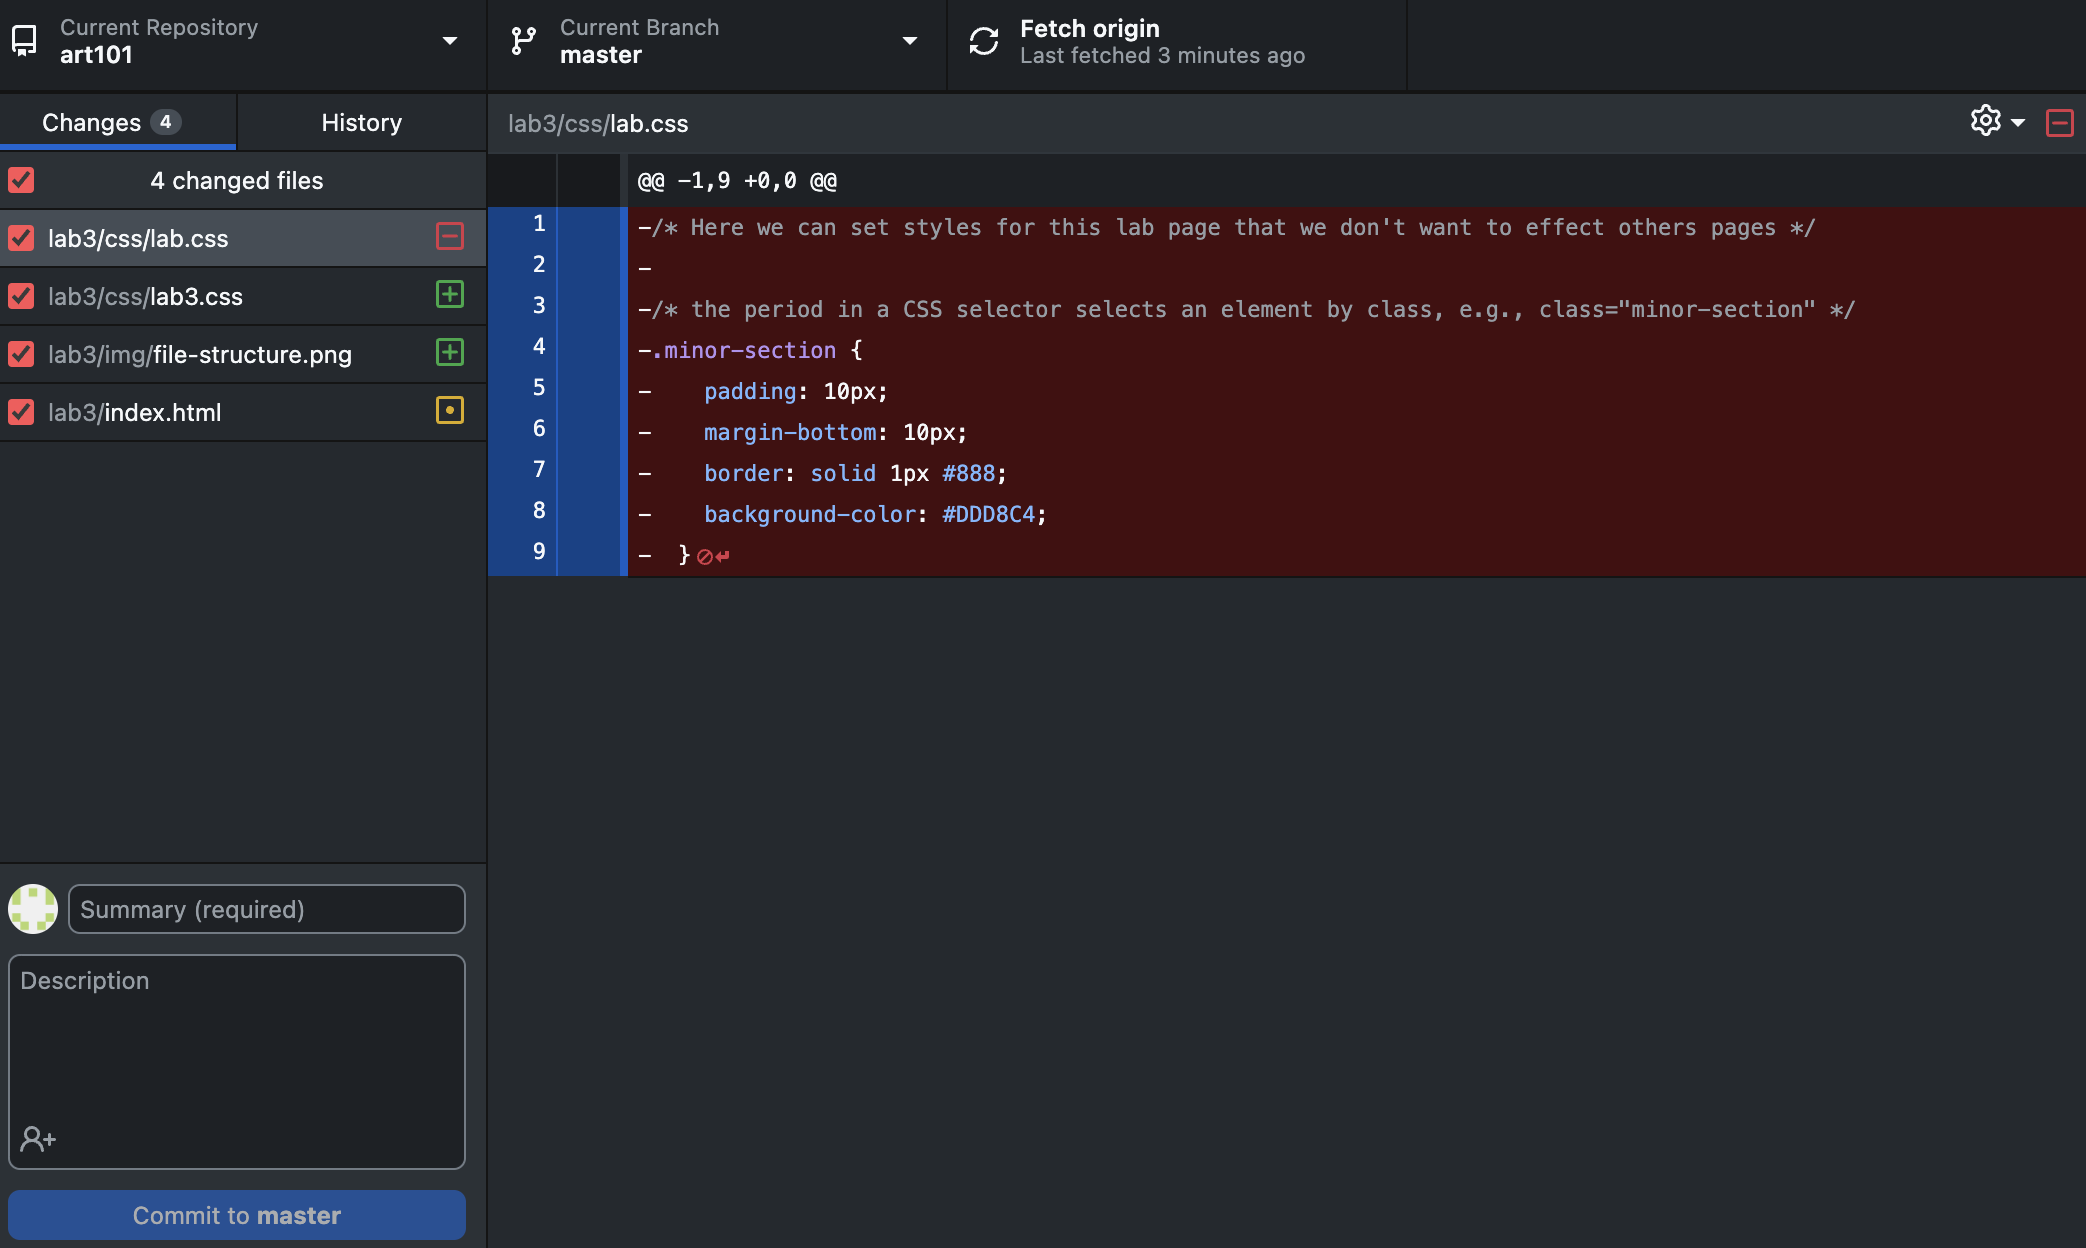 Current Repository
art101
Current Branch
master
Fetch origin
Last fetched 3 minutes ago
Changes 4
History
4 changed files
lab3/css/lab.css
lab3/css/lab3.css
lab3/img/file-structure.png
lab3/index.html
Summary (required)
Description
Commit to master
lab3/css/lab.css
@@ -1,9 +0,0 @@
1 -/* Here we can set styles for this lab page that we don't want to effect others pages */
2 -
3 -/* the period in a CSS selector selects an element by class, e.g., class="minor-section" */
4 -.minor-section {
5 -    padding: 10px;
6 -    margin-bottom: 10px;
7 -    border: solid 1px #888;
8 -    background-color: #DDD8C4;
9 -  }